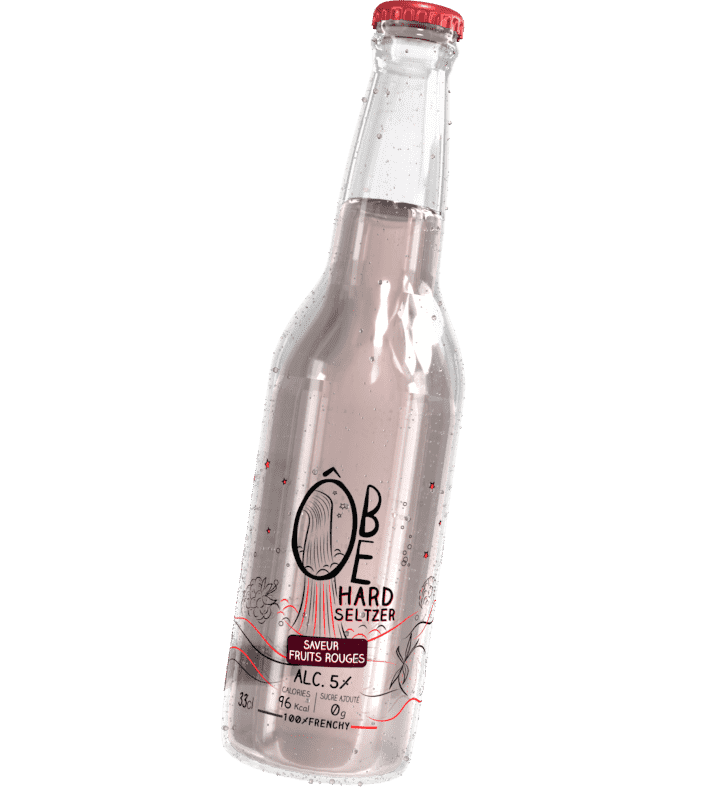 ÔBE
HARD
SELTZER
SAVEUR
FRUITS ROUGES
ALC. 5%
CALORIES
96 Kcal
SUCRE AJOUTÉ
0g
33cl
100%FRENCHY